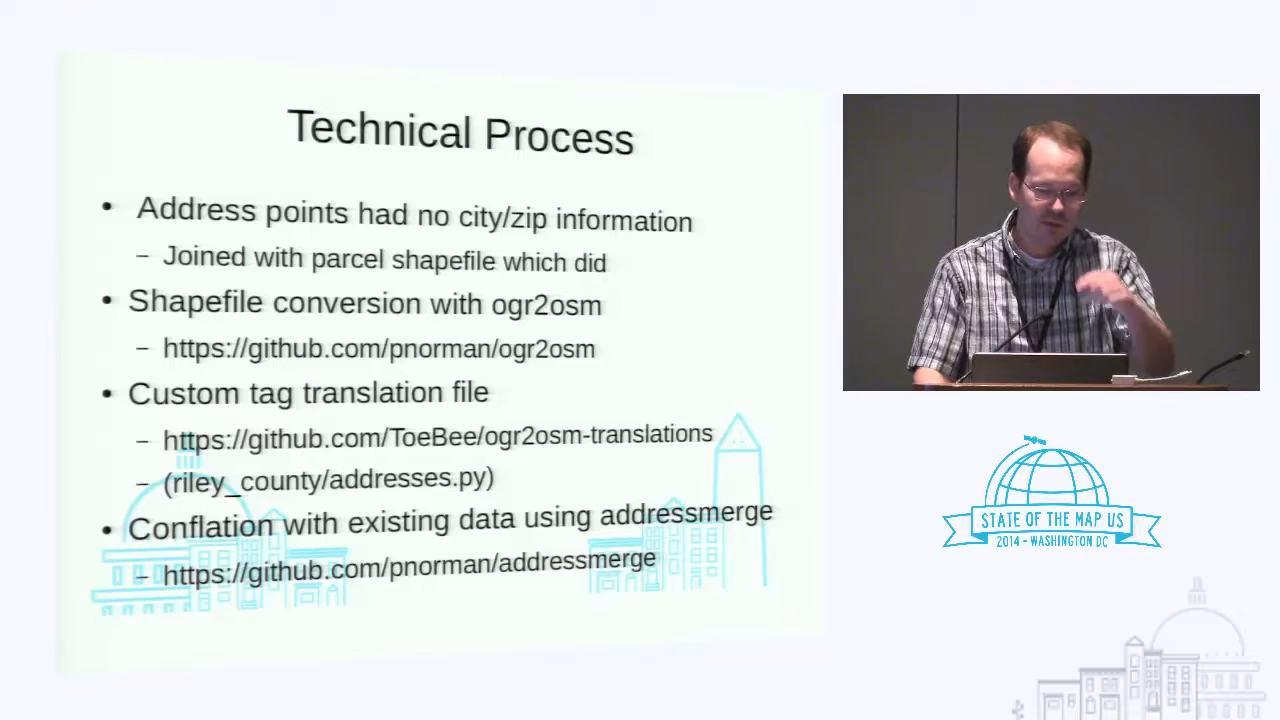 Technical Process
• Address points had no city/zip information
– Joined with parcel shapefile which did
• Shapefile conversion with ogr2osm
– https://github.com/pnorman/ogr2osm
• Custom tag translation file
– https://github.com/ToeBee/ogr2osm-translations
– (riley_county/addresses.py)
• Conflation with existing data using addressmerge
– https://github.com/pnorman/addressmerge
STATE OF THE MAP US
2014 - WASHINGTON DC